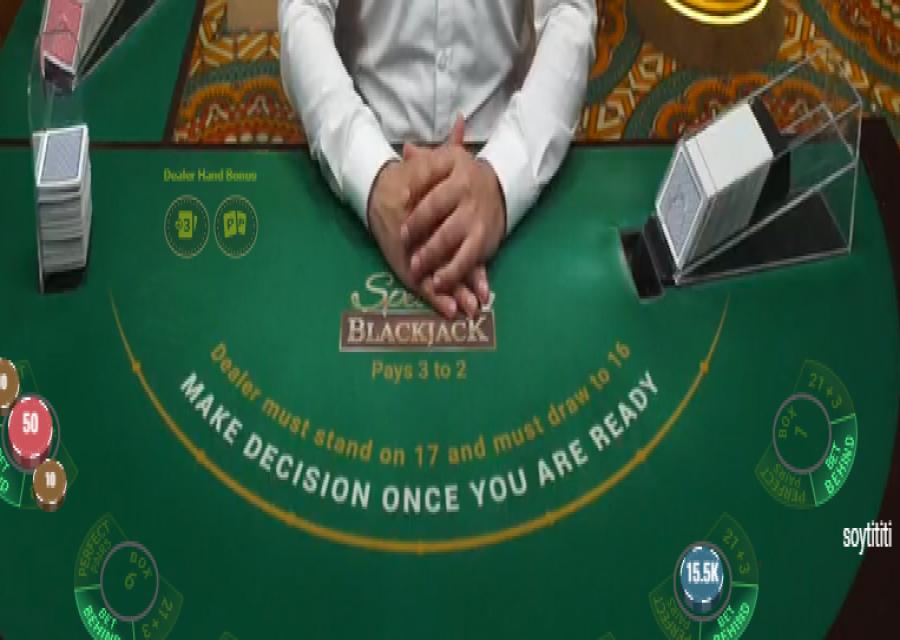 Dealer Hand Bonus
BLACKJACK
Pays 3 to 2
Dealer must stand on 17 and must draw to 16
MAKE DECISION ONCE YOU ARE READY
50
10
BET BEHIND
PERFECT PAIRS
BOX 6
21+3
BET BEHIND
21+3
BOX 7
PERFECT PAIRS
BET BEHIND
soytititi
15.5K
21+3
BET BEHIND
PERFECT PAIRS